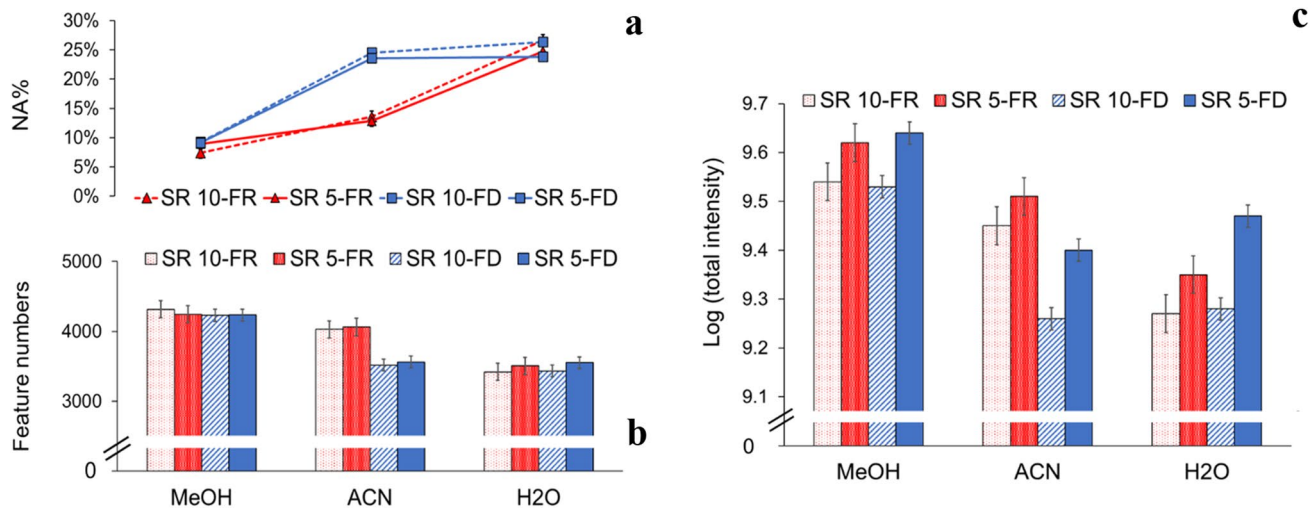 a
30%
25%
20%
15%
10%
5%
0%
NA%
SR 10-FR SR 5-FR SR 10-FD SR 5-FD
SR 10-FR SR 5-FR SR 10-FD SR 5-FD
5000
4000
3000
0
Feature numbers
b
MeOH ACN H2O
c
SR 10-FR SR 5-FR SR 10-FD SR 5-FD
9.7
9.6
9.5
9.4
9.3
9.2
9.1
0
Log (total intensity)
MeOH ACN H2O